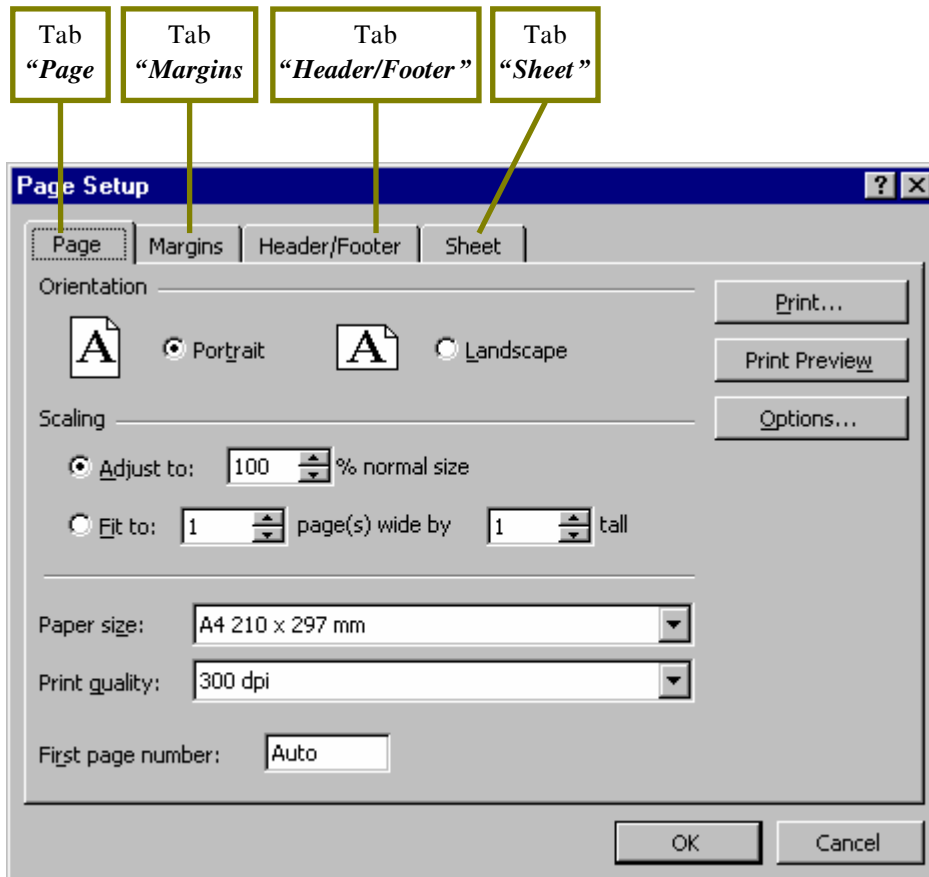 Tab
“Page
Tab
“Margins
Tab
“Header/Footer”
Tab
“Sheet”
Page Setup
Page Margins Header/Footer Sheet
Orientation
A Portrait A Landscape
Print...
Print Preview
Options...
Scaling
Adjust to: 100 % normal size
Fit to: 1 page(s) wide by 1 tall
Paper size: A4 210 x 297 mm
Print quality: 300 dpi
First page number: Auto
OK Cancel